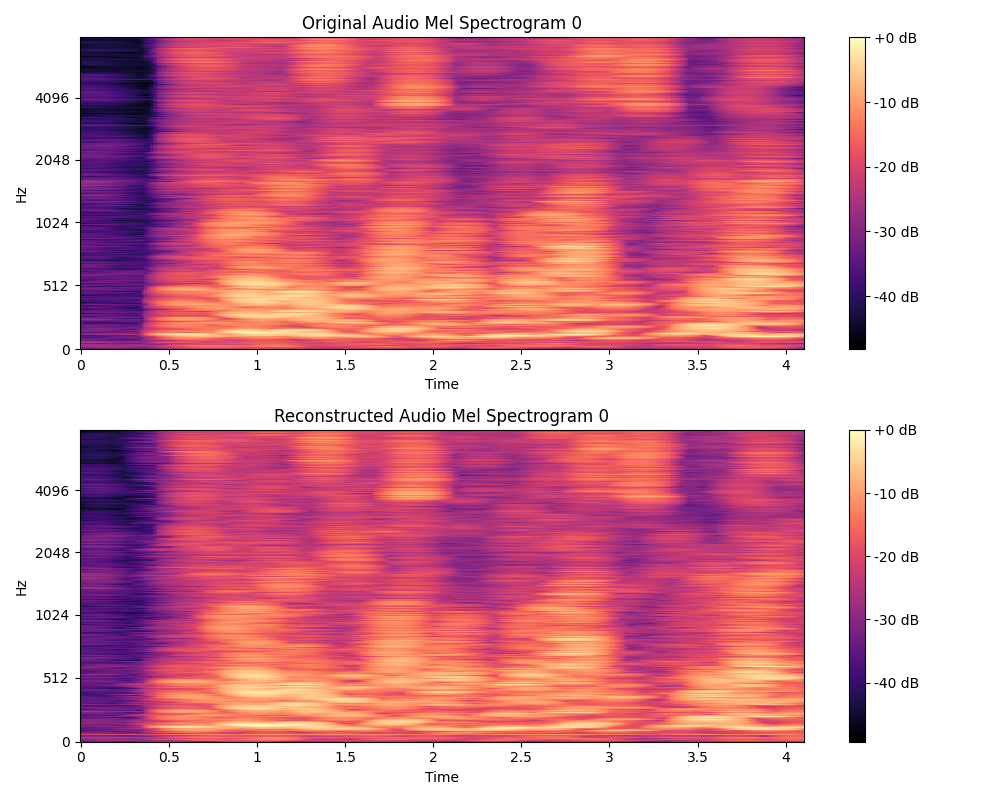 Original Audio Mel Spectrogram 0
+0 dB
-10 dB
-20 dB
-30 dB
-40 dB
4096
2048
1024
512
0
Hz
0 0.5 1 1.5 2 2.5 3 3.5 4
Time
Reconstructed Audio Mel Spectrogram 0
+0 dB
-10 dB
-20 dB
-30 dB
-40 dB
4096
2048
1024
512
0
Hz
0 0.5 1 1.5 2 2.5 3 3.5 4
Time